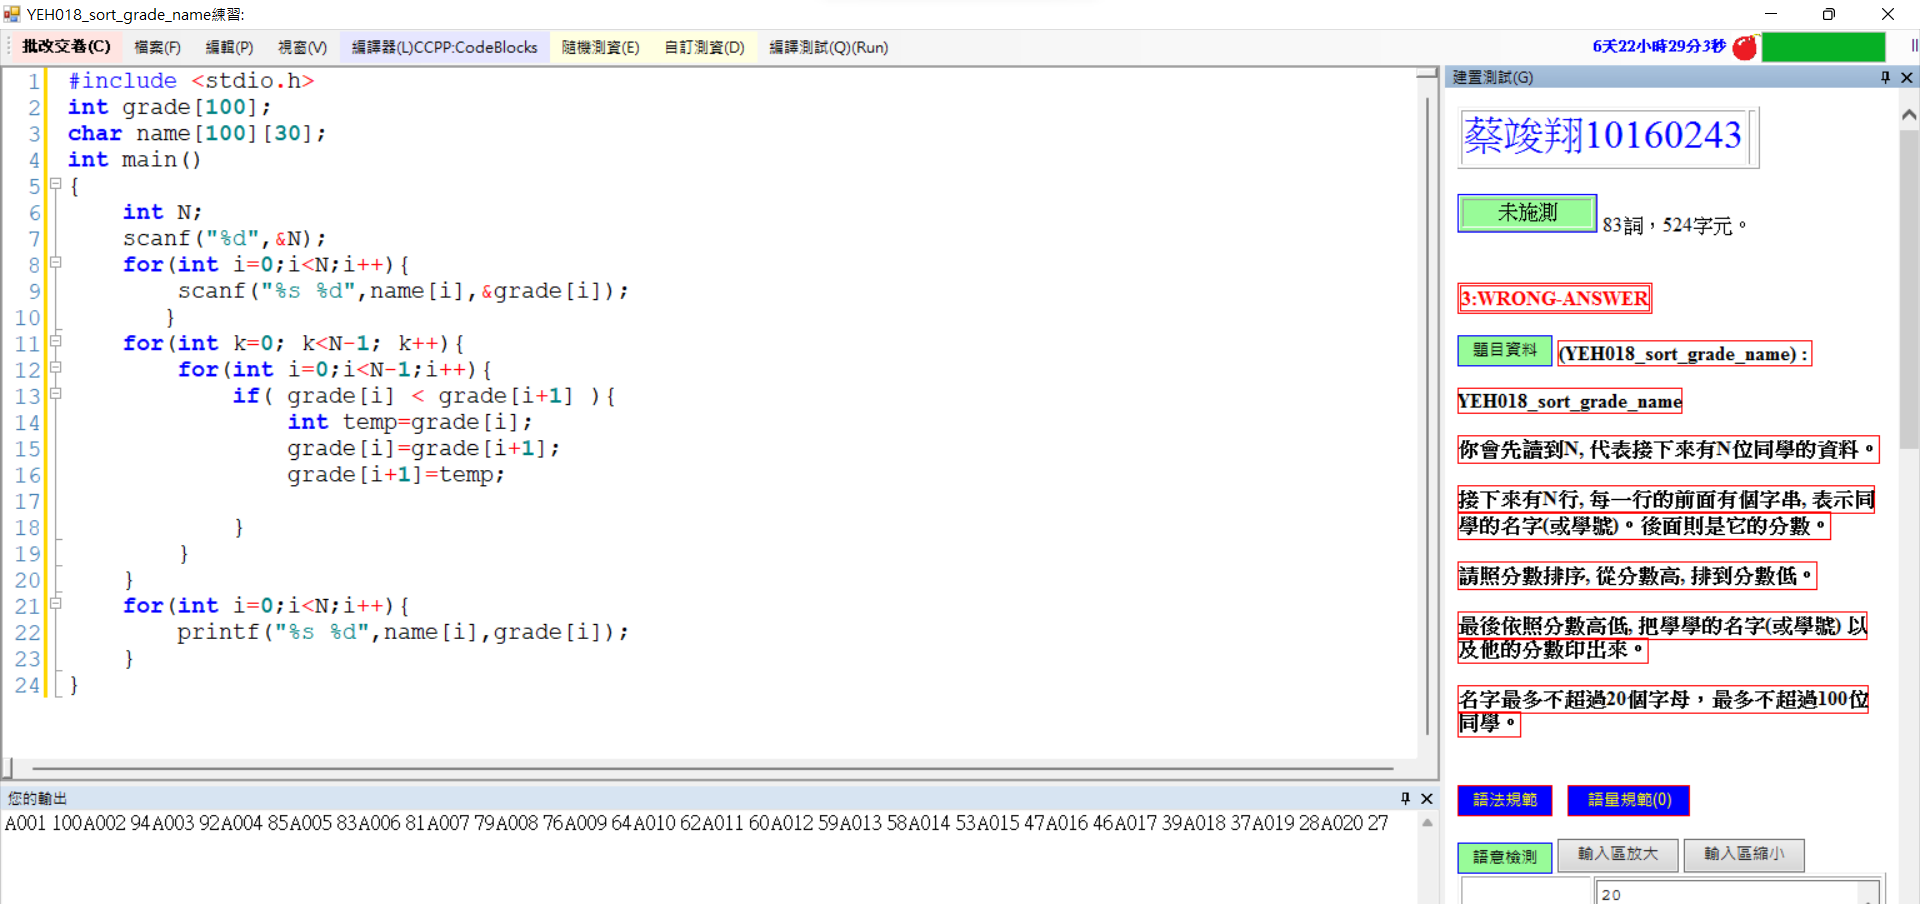 YEH018_sort_grade_name練習:
批改交卷(C) 檔案(F) 編輯(P) 視窗(V) 編譯器(L)CCPP:CodeBlocks 隨機測資(E) 自訂測資(D) 編譯測試(Q)(Run) 6天22小時29分3秒
1 #include <stdio.h>
2 int grade[100];
3 char name[100][30];
4 int main()
5 {
6 int N;
7 scanf("%d",&N);
8 for(int i=0;i<N;i++){
9 scanf("%s %d",name[i],&grade[i]);
10 }
11 for(int k=0; k<N-1; k++){
12 for(int i=0;i<N-1;i++){
13 if( grade[i] < grade[i+1] ){
14 int temp=grade[i];
15 grade[i]=grade[i+1];
16 grade[i+1]=temp;
17
18 }
19 }
20 }
21 for(int i=0;i<N;i++){
22 printf("%s %d",name[i],grade[i]);
23 }
24 }
您的輸出
A001 100A002 94A003 92A004 85A005 83A006 81A007 79A008 76A009 64A010 62A011 60A012 59A013 58A014 53A015 47A016 46A017 39A018 37A019 28A020 27
建置測試(G)
蔡竣翔10160243
未施測 83詞，524字元。
3:WRONG-ANSWER
題目資料 (YEH018_sort_grade_name) :
YEH018_sort_grade_name
你會先讀到N, 代表接下來有N位同學的資料。
接下來有N行, 每一行的前面有個字串, 表示同
學的名字(或學號)。後面則是它的分數。
請照分數排序, 從分數高, 排到分數低。
最後依照分數高低, 把學學的名字(或學號) 以
及他的分數印出來。
名字最多不超過20個字母，最多不超過100位
同學。
語法規範 語量規範(0)
語意檢測 輸入區放大 輸入區縮小
20